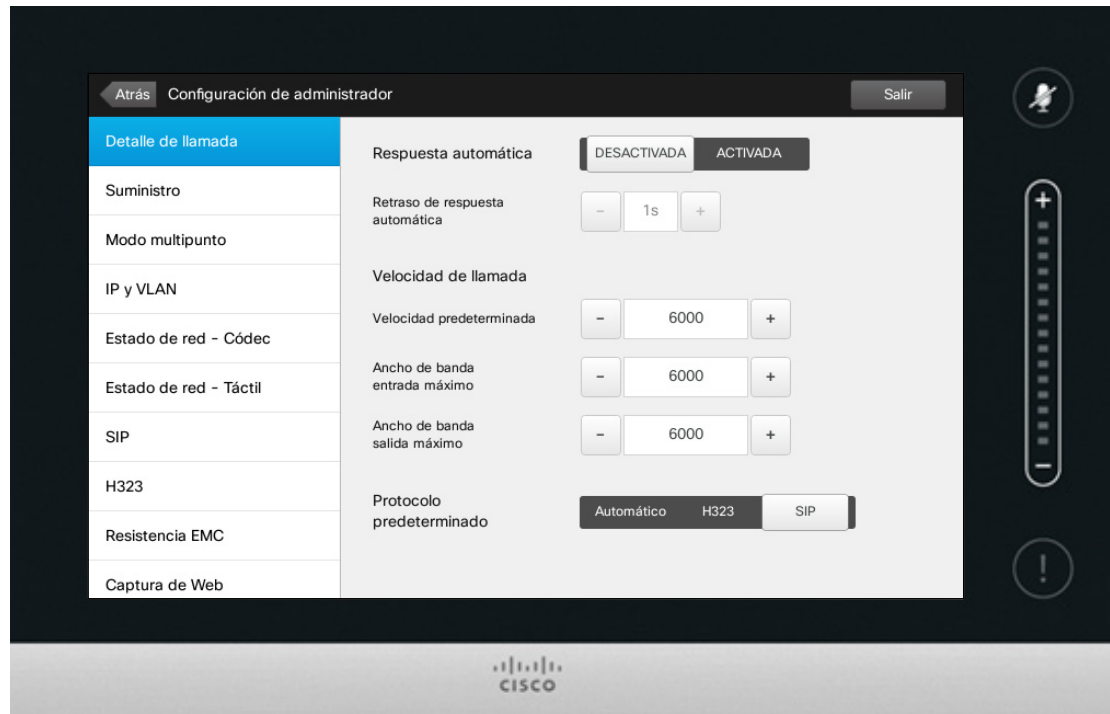 Atrás Configuración de administrador Salir
Detalle de llamada
Suministro
Modo multipunto
IP y VLAN
Estado de red - Códec
Estado de red - Táctil
SIP
H323
Resistencia EMC
Captura de Web
Respuesta automática DESACTIVADA ACTIVADA
Retraso de respuesta
automática
- 1s +
Velocidad de llamada
Velocidad predeterminada - 6000 +
Ancho de banda
entrada máximo
- 6000 +
Ancho de banda
salida máximo
- 6000 +
Protocolo
predeterminado
Automático H323 SIP
+
-
!
CISCO